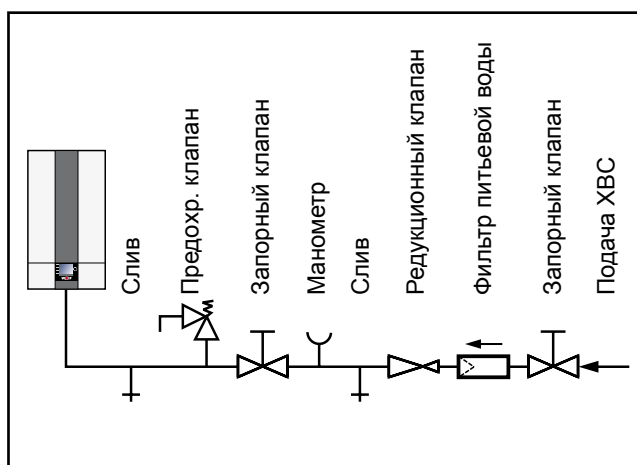 Слив
Предохр. клапан
Запорный клапан
Манометр
Слив
Редукционный клапан
Фильтр питьевой воды
Запорный клапан
Подача ХВС